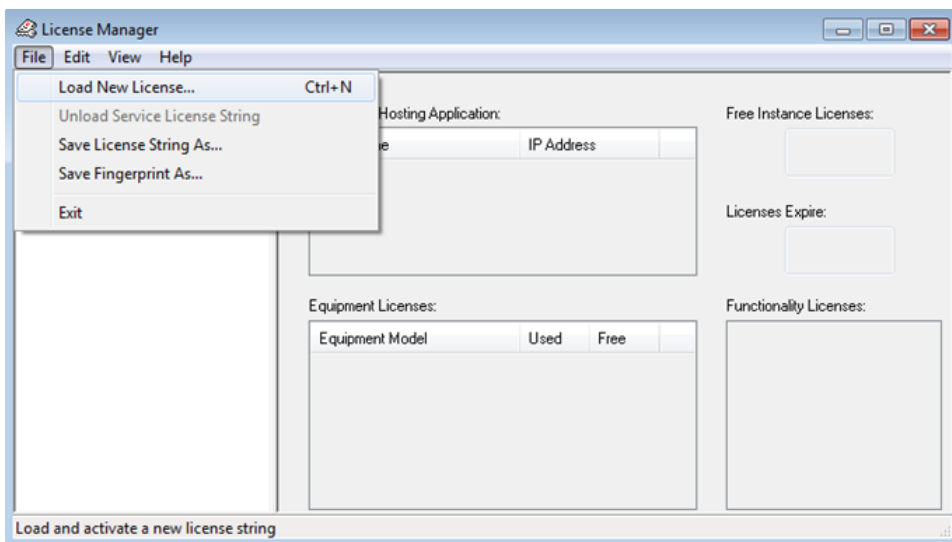 License Manager
File Edit View Help
Load New License... Ctrl+N
Unload Service License String
Save License String As...
Save Fingerprint As...
Exit
Hosting Application:
IP Address
Free Instance Licenses:
Licenses Expire:
Equipment Licenses:
Equipment Model Used Free
Functionality Licenses:
Load and activate a new license string